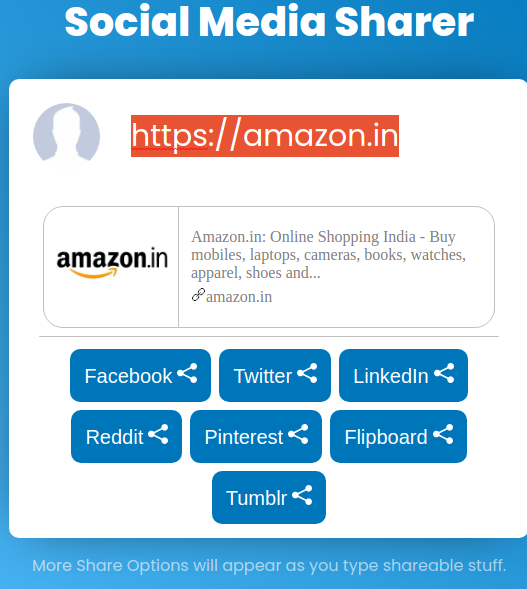 Social Media Sharer
https://amazon.in
amazon.in
Amazon.in: Online Shopping India - Buy
mobiles, laptops, cameras, books, watches,
apparel, shoes and...
amazon.in
Facebook
Twitter
LinkedIn
Reddit
Pinterest
Flipboard
Tumblr
More Share Options will appear as you type shareable stuff.